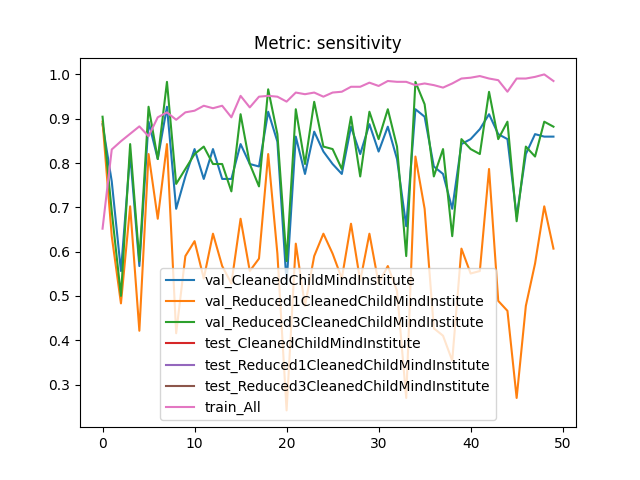 Metric: sensitivity
1.0
0.9
0.8
0.7
0.6
0.5
0.4
0.3
val_CleanedChildMindInstitute
val_Reduced1CleanedChildMindInstitute
val_Reduced3CleanedChildMindInstitute
test_CleanedChildMindInstitute
test_Reduced1CleanedChildMindInstitute
test_Reduced3CleanedChildMindInstitute
train_All
0 10 20 30 40 50